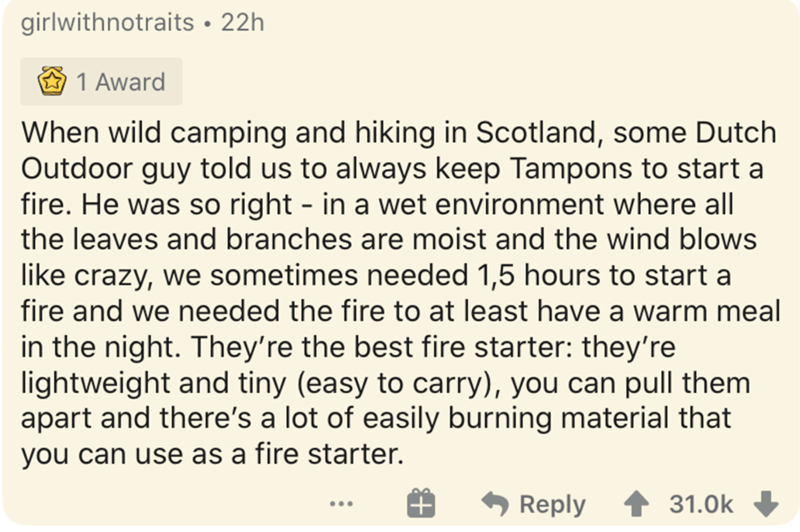 girlwithnotraits • 22h
1 Award
When wild camping and hiking in Scotland, some Dutch
Outdoor guy told us to always keep Tampons to start a
fire. He was so right - in a wet environment where all
the leaves and branches are moist and the wind blows
like crazy, we sometimes needed 1,5 hours to start a
fire and we needed the fire to at least have a warm meal
in the night. They’re the best fire starter: they’re
lightweight and tiny (easy to carry), you can pull them
apart and there’s a lot of easily burning material that
you can use as a fire starter.
... Reply 31.0k